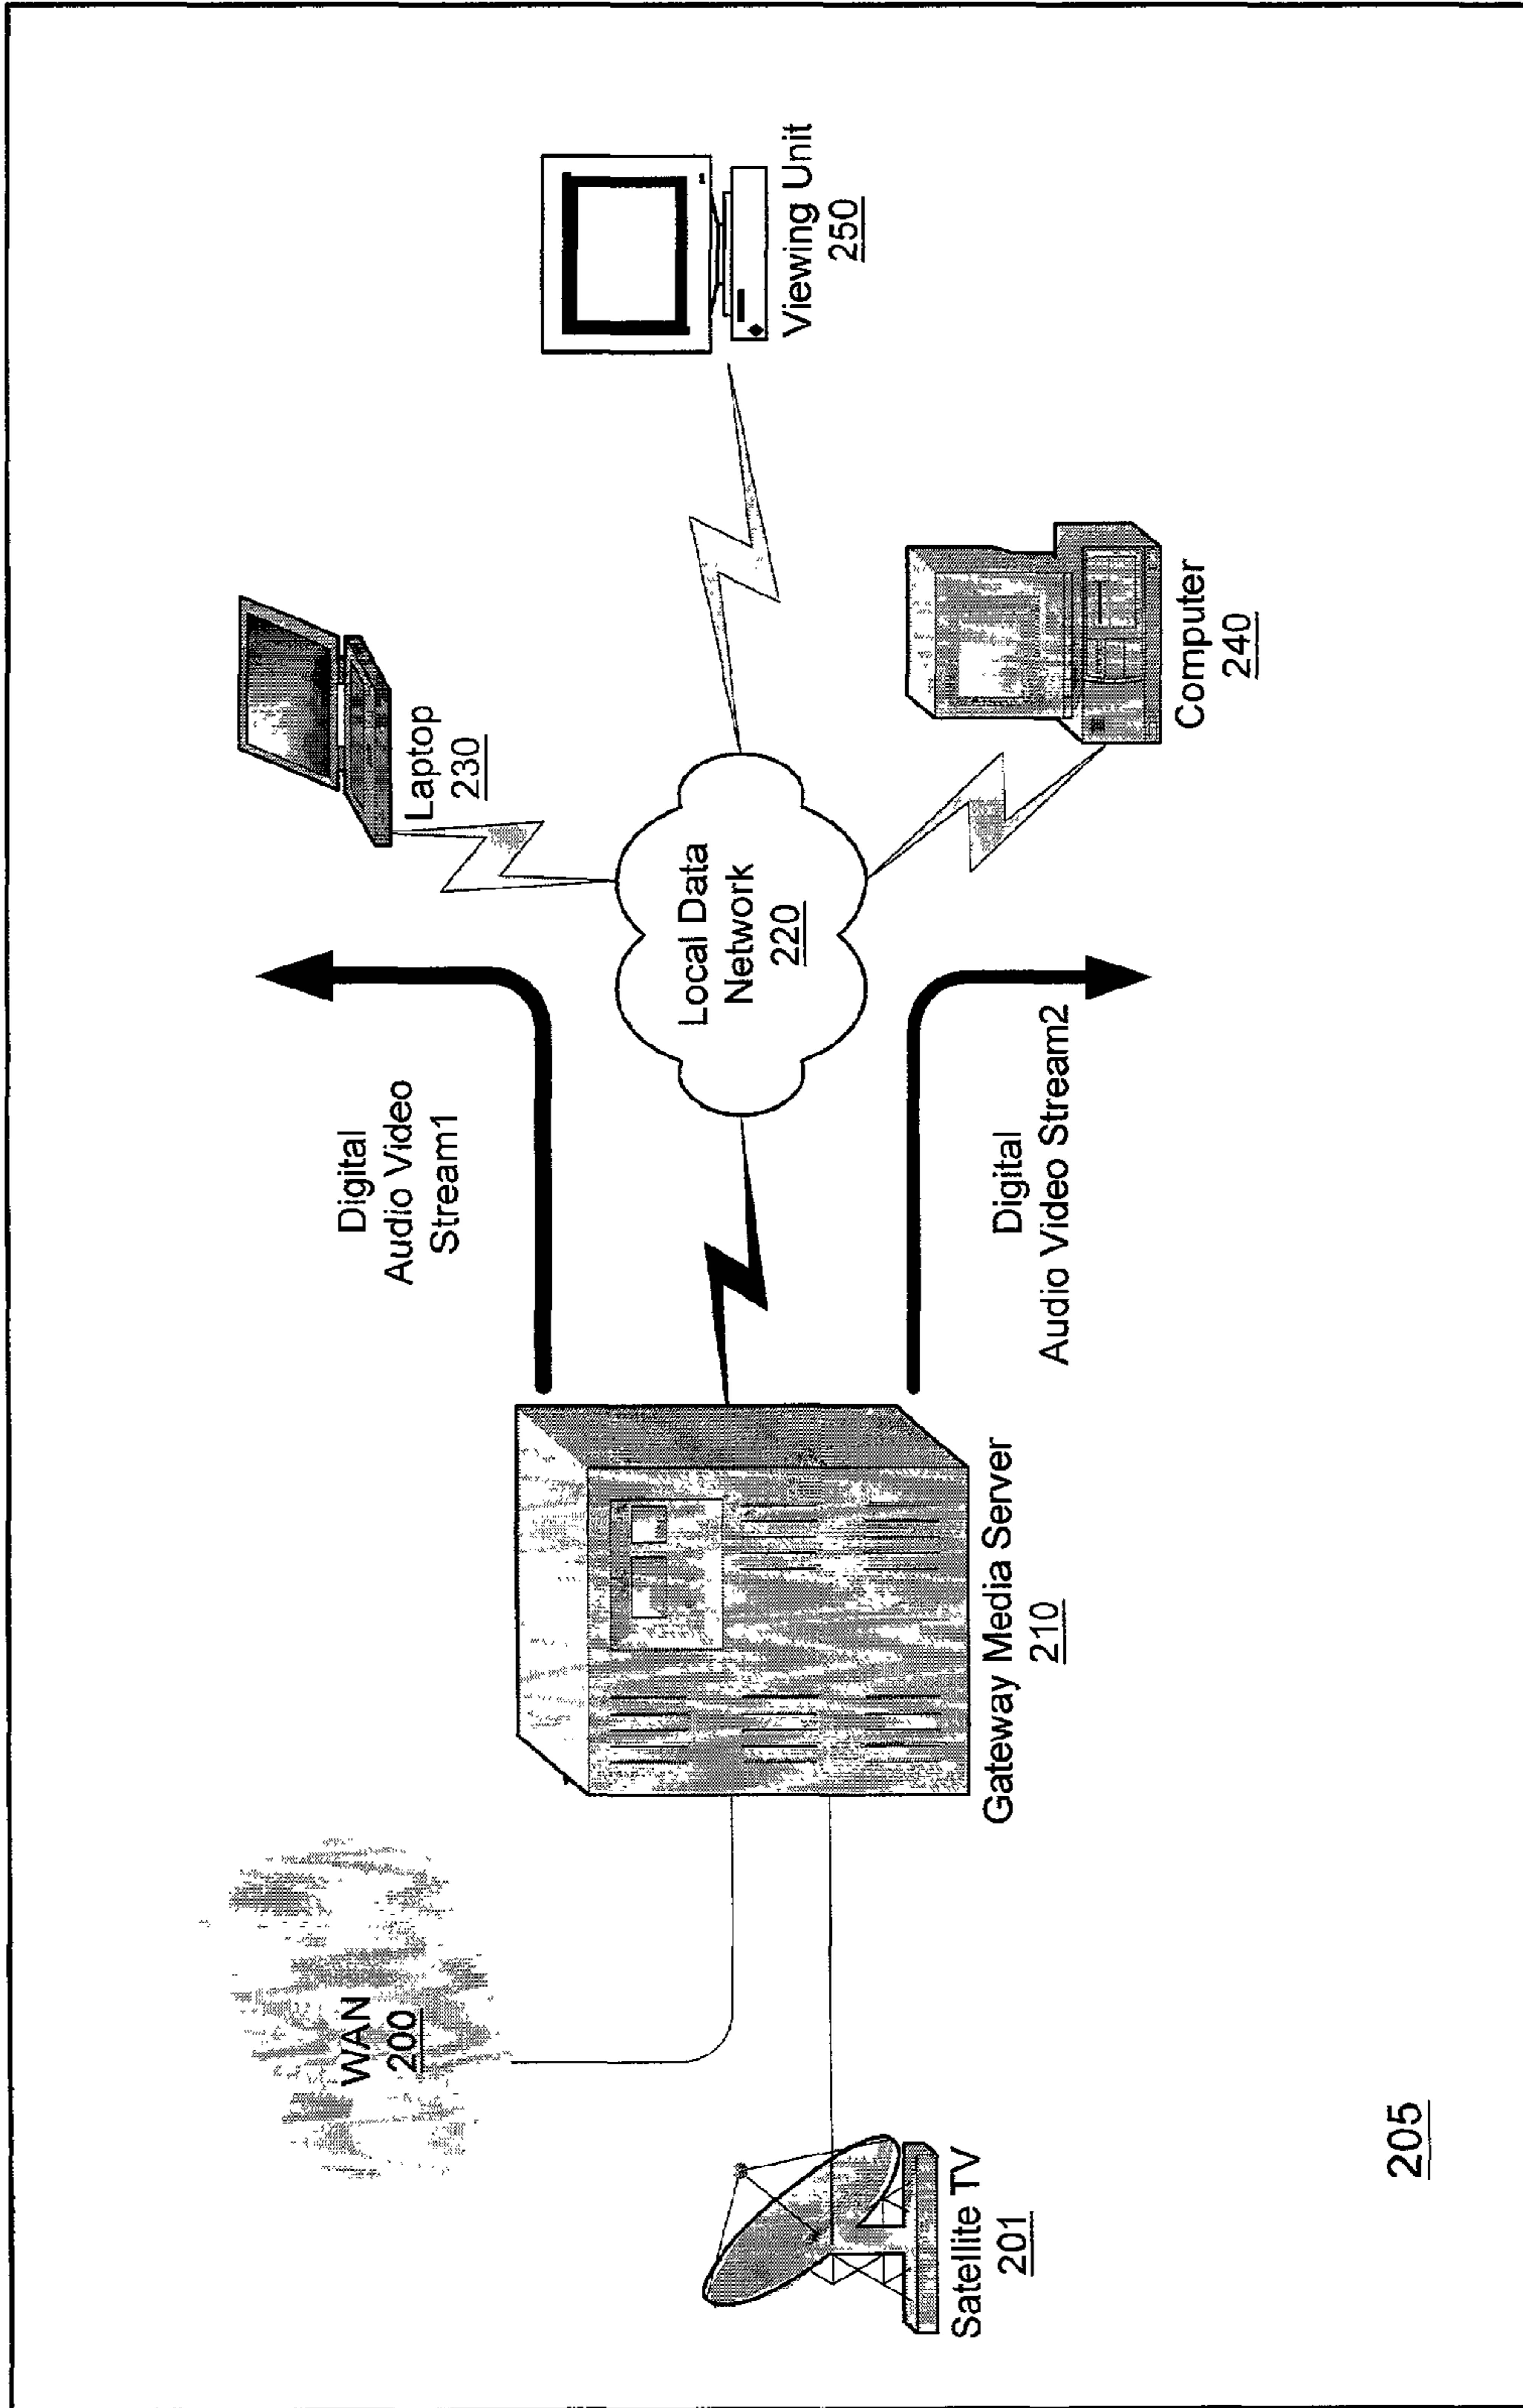 WAN
200
Satellite TV
201
Gateway Media Server
210
Digital
Audio Video
Stream1
Digital
Audio Video Stream2
Local Data
Network
220
Laptop
230
Computer
240
Viewing Unit
250
205